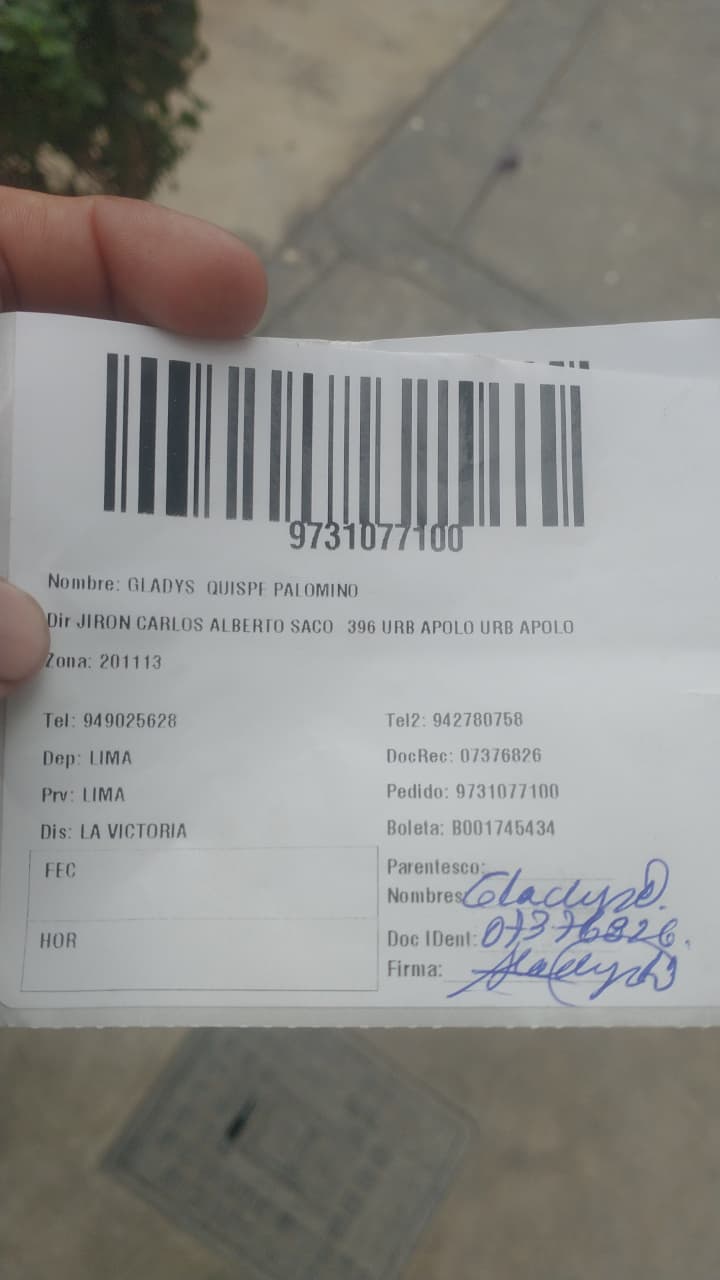 9731077100
Nombre: GLADYS QUISPE PALOMINO
Dir JIRON CARLOS ALBERTO SACO 396 URB APOLO URB APOLO
Zona: 201113
Tel: 949025628 Tel2: 942780758
Dep: LIMA DocRec: 07376826
Prv: LIMA Pedido: 9731077100
Dis: LA VICTORIA Boleta: B001745434
FEC Parentesco:
Nombres Gladys Q.
HOR Doc IDent: 07376826.
Firma: